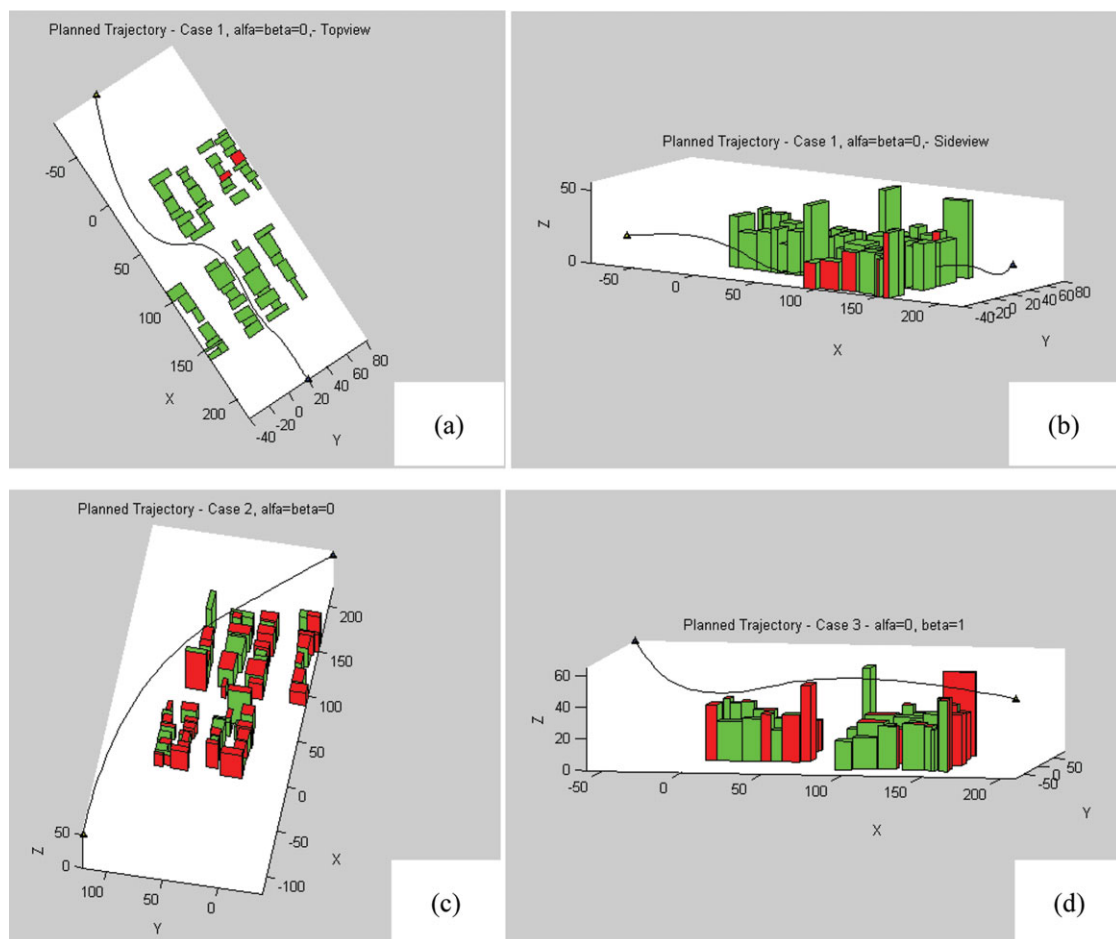 Planned Trajectory - Case 1, alfa=beta=0,- Topview
-50
0
50
100
150
200
X
-40
-20
0
20
40
60
80
Y
(a)
Planned Trajectory - Case 1, alfa=beta=0,- Sideview
50
0
Z
-50
0
50
100
150
200
X
-40
-20
0
20
40
60
80
Y
(b)
Planned Trajectory - Case 2, alfa=beta=0
50
0
Z
100
50
0
Y
200
150
100
50
0
-50
-100
X
(c)
Planned Trajectory - Case 3 - alfa=0, beta=1
60
40
20
0
Z
-50
0
50
100
150
200
X
-50
0
50
Y
(d)